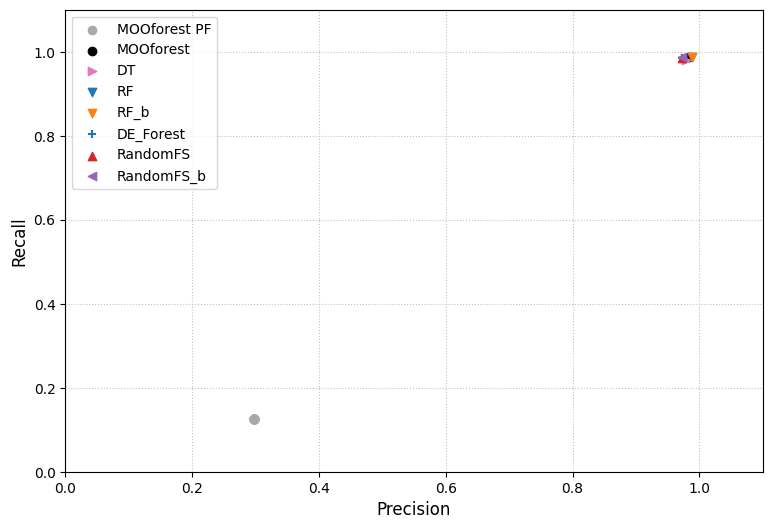 MOOforest PF
MOOforest
DT
RF
RF_b
DE_Forest
RandomFS
RandomFS_b
1.0
0.8
0.6
0.4
0.2
0.0
Recall
0.0 0.2 0.4 0.6 0.8 1.0
Precision